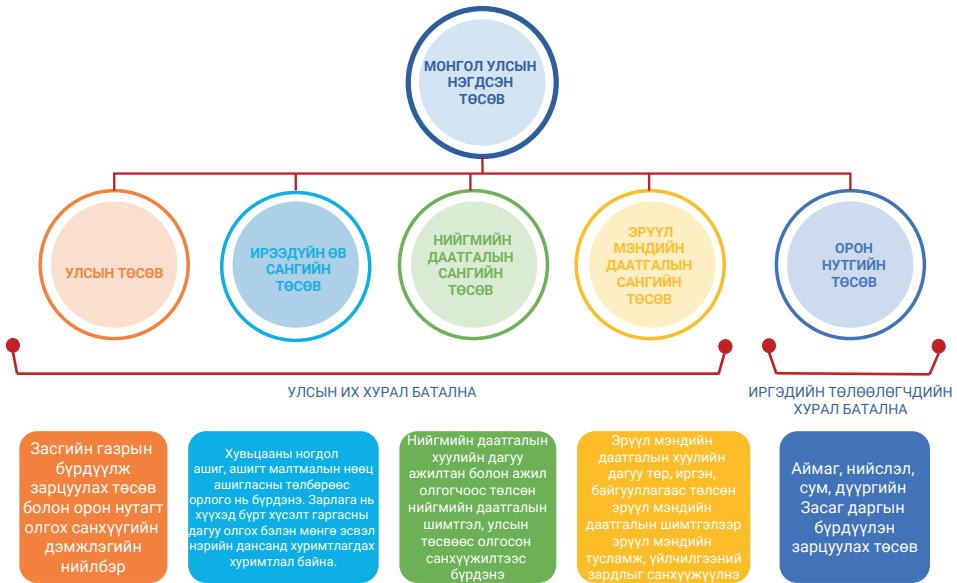 МОНГОЛ УЛСЫН
НЭГДСЭН
ТӨСӨВ
УЛСЫН ТӨСӨВ
ИРЭЭДҮЙН ӨВ
САНГИЙН
ТӨСӨВ
НИЙГМИЙН
ДААТГАЛЫН
САНГИЙН
ТӨСӨВ
ЭРҮҮЛ
МЭНДИЙН
ДААТГАЛЫН
САНГИЙН
ТӨСӨВ
ОРОН
НУТГИЙН
ТӨСӨВ
УЛСЫН ИХ ХУРАЛ БАТАЛНА
ИРГЭДИЙН ТӨЛӨӨЛӨГЧДИЙН
ХУРАЛ БАТАЛНА
Засгийн газрын
бүрдүүлж
зарцуулах төсөв
болон орон нутагт
олгох санхүүгийн
дэмжлэгийн
нийлбэр
Хувьцааны ногдол
ашиг, ашигт малтмалын нөөц
ашигласны төлбөрөөс
орлого нь бүрдэнэ. Зарлага нь
хүүхэд бүрт хүсэлт гаргасны
дагуу олгох бэлэн мөнгө эсвэл
нэрийн дансанд хуримтлагдах
хуримтлал байна.
Нийгмийн даатгалын
хуулийн дагуу
ажилтан болон ажил
олгогчоос төлсөн
нийгмийн даатгалын
шимтгэл, улсын
төсвөөс олгосон
санхүүжилтээс
бүрдэнэ
Эрүүл мэндийн
даатгалын хуулийн
дагуу төр, иргэн,
байгууллагаас төлсөн
эрүүл мэндийн
даатгалын шимтгэлээр
эрүүл мэндийн
тусламж, үйлчилгээний
зардлыг санхүүжүүлнэ
Аймаг, нийслэл,
сум, дүүргийн
Засаг даргын
бүрдүүлэн
зарцуулах төсөв